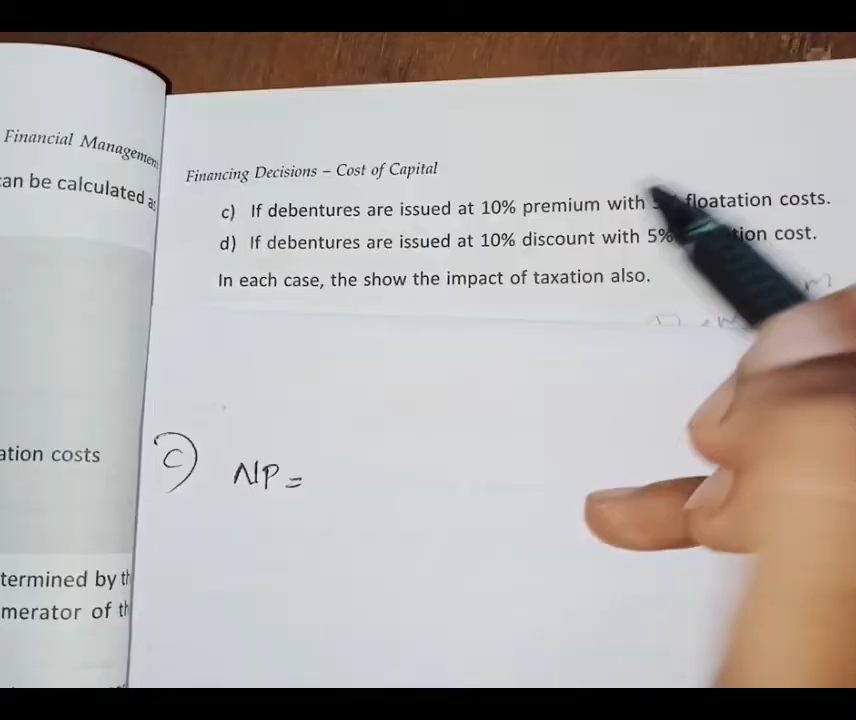 Financial Managemen
can be calculated as
ation costs
termined by th
merator of th
Financing Decisions – Cost of Capital
c) If debentures are issued at 10% premium with floatation costs.
d) If debentures are issued at 10% discount with 5% tion cost.
In each case, the show the impact of taxation also.
C) NP =